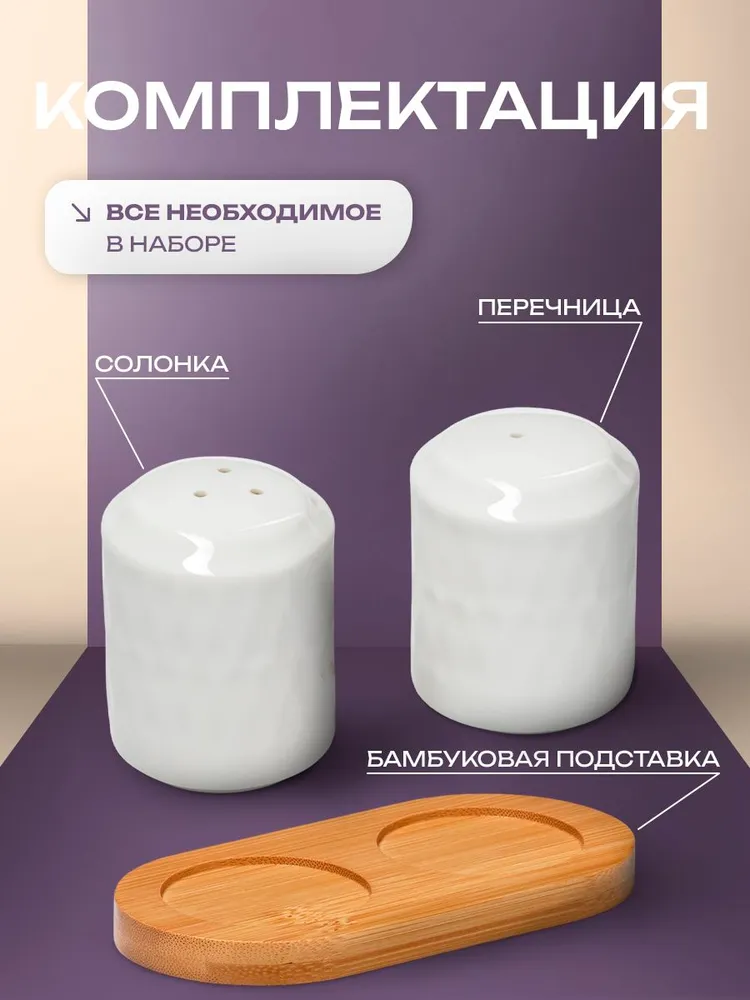 КОМПЛЕКТАЦИЯ
ВСЕ НЕОБХОДИМОЕ
В НАБОРЕ
ПЕРЕЧНИЦА
СОЛОНКА
БАМБУКОВАЯ ПОДСТАВКА